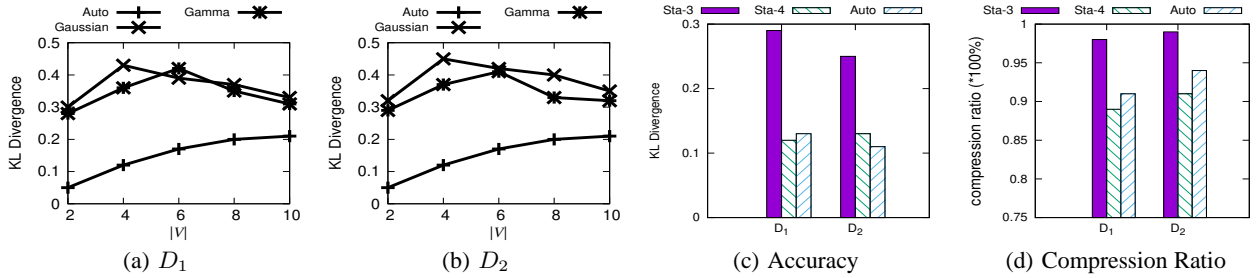 Auto
Gaussian
Gamma
KL Divergence
0.5
0.4
0.3
0.2
0.1
0
2 4 6 8 10
|V|
(a) D1
Auto
Gaussian
Gamma
KL Divergence
0.5
0.4
0.3
0.2
0.1
0
2 4 6 8 10
|V|
(b) D2
Sta-3 Sta-4 Auto
KL Divergence
0.3
0.2
0.1
0
D1 D2
(c) Accuracy
Sta-3 Sta-4 Auto
compression ratio (*100%)
1
0.95
0.9
0.85
0.8
0.75
D1 D2
(d) Compression Ratio